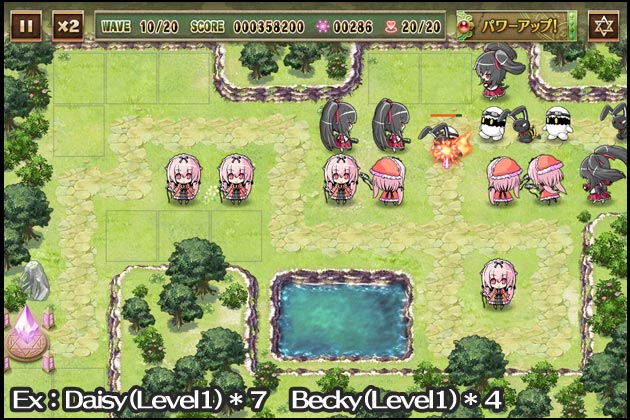 ×2 WAVE 10/20 SCORE 000358200 00286 20/20 パワーアップ!
Ex : Daisy (Level1) * 7 Becky (Level1) * 4